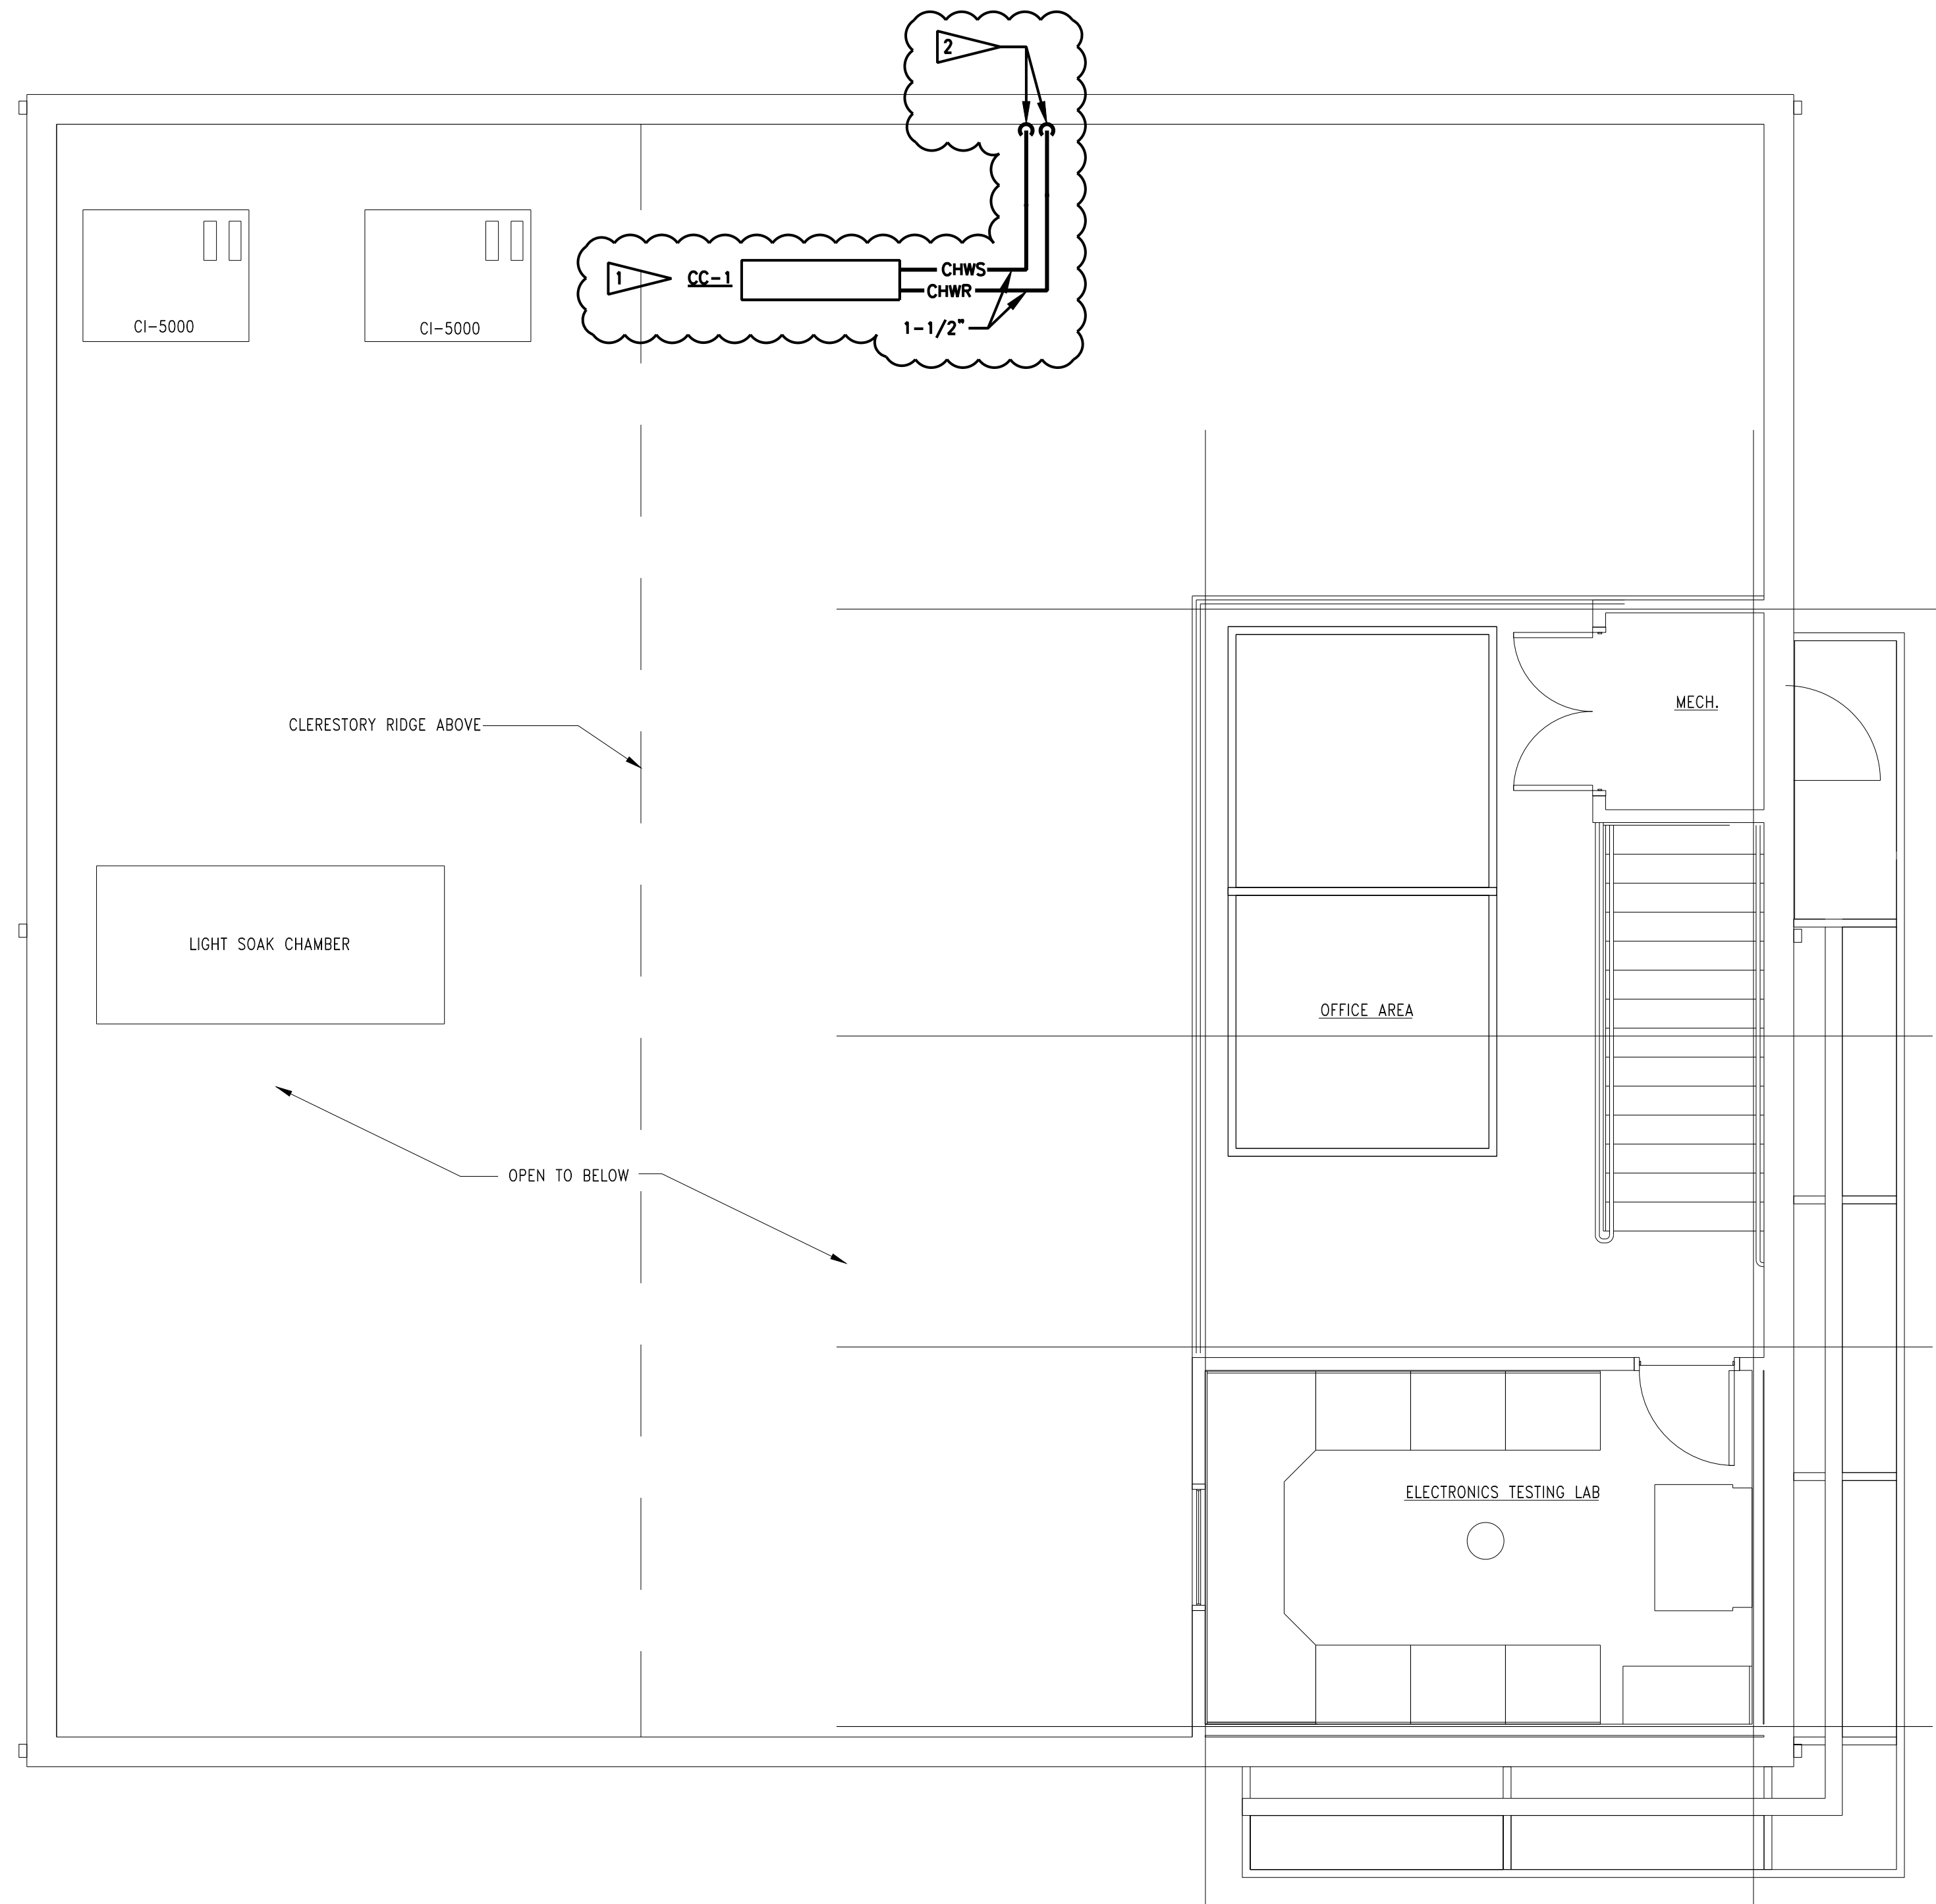 2
1
CC-1
CHWS
CHWR
1-1/2"
CI-5000
CI-5000
MECH.
CLERESTORY RIDGE ABOVE
LIGHT SOAK CHAMBER
OFFICE AREA
OPEN TO BELOW
ELECTRONICS TESTING LAB